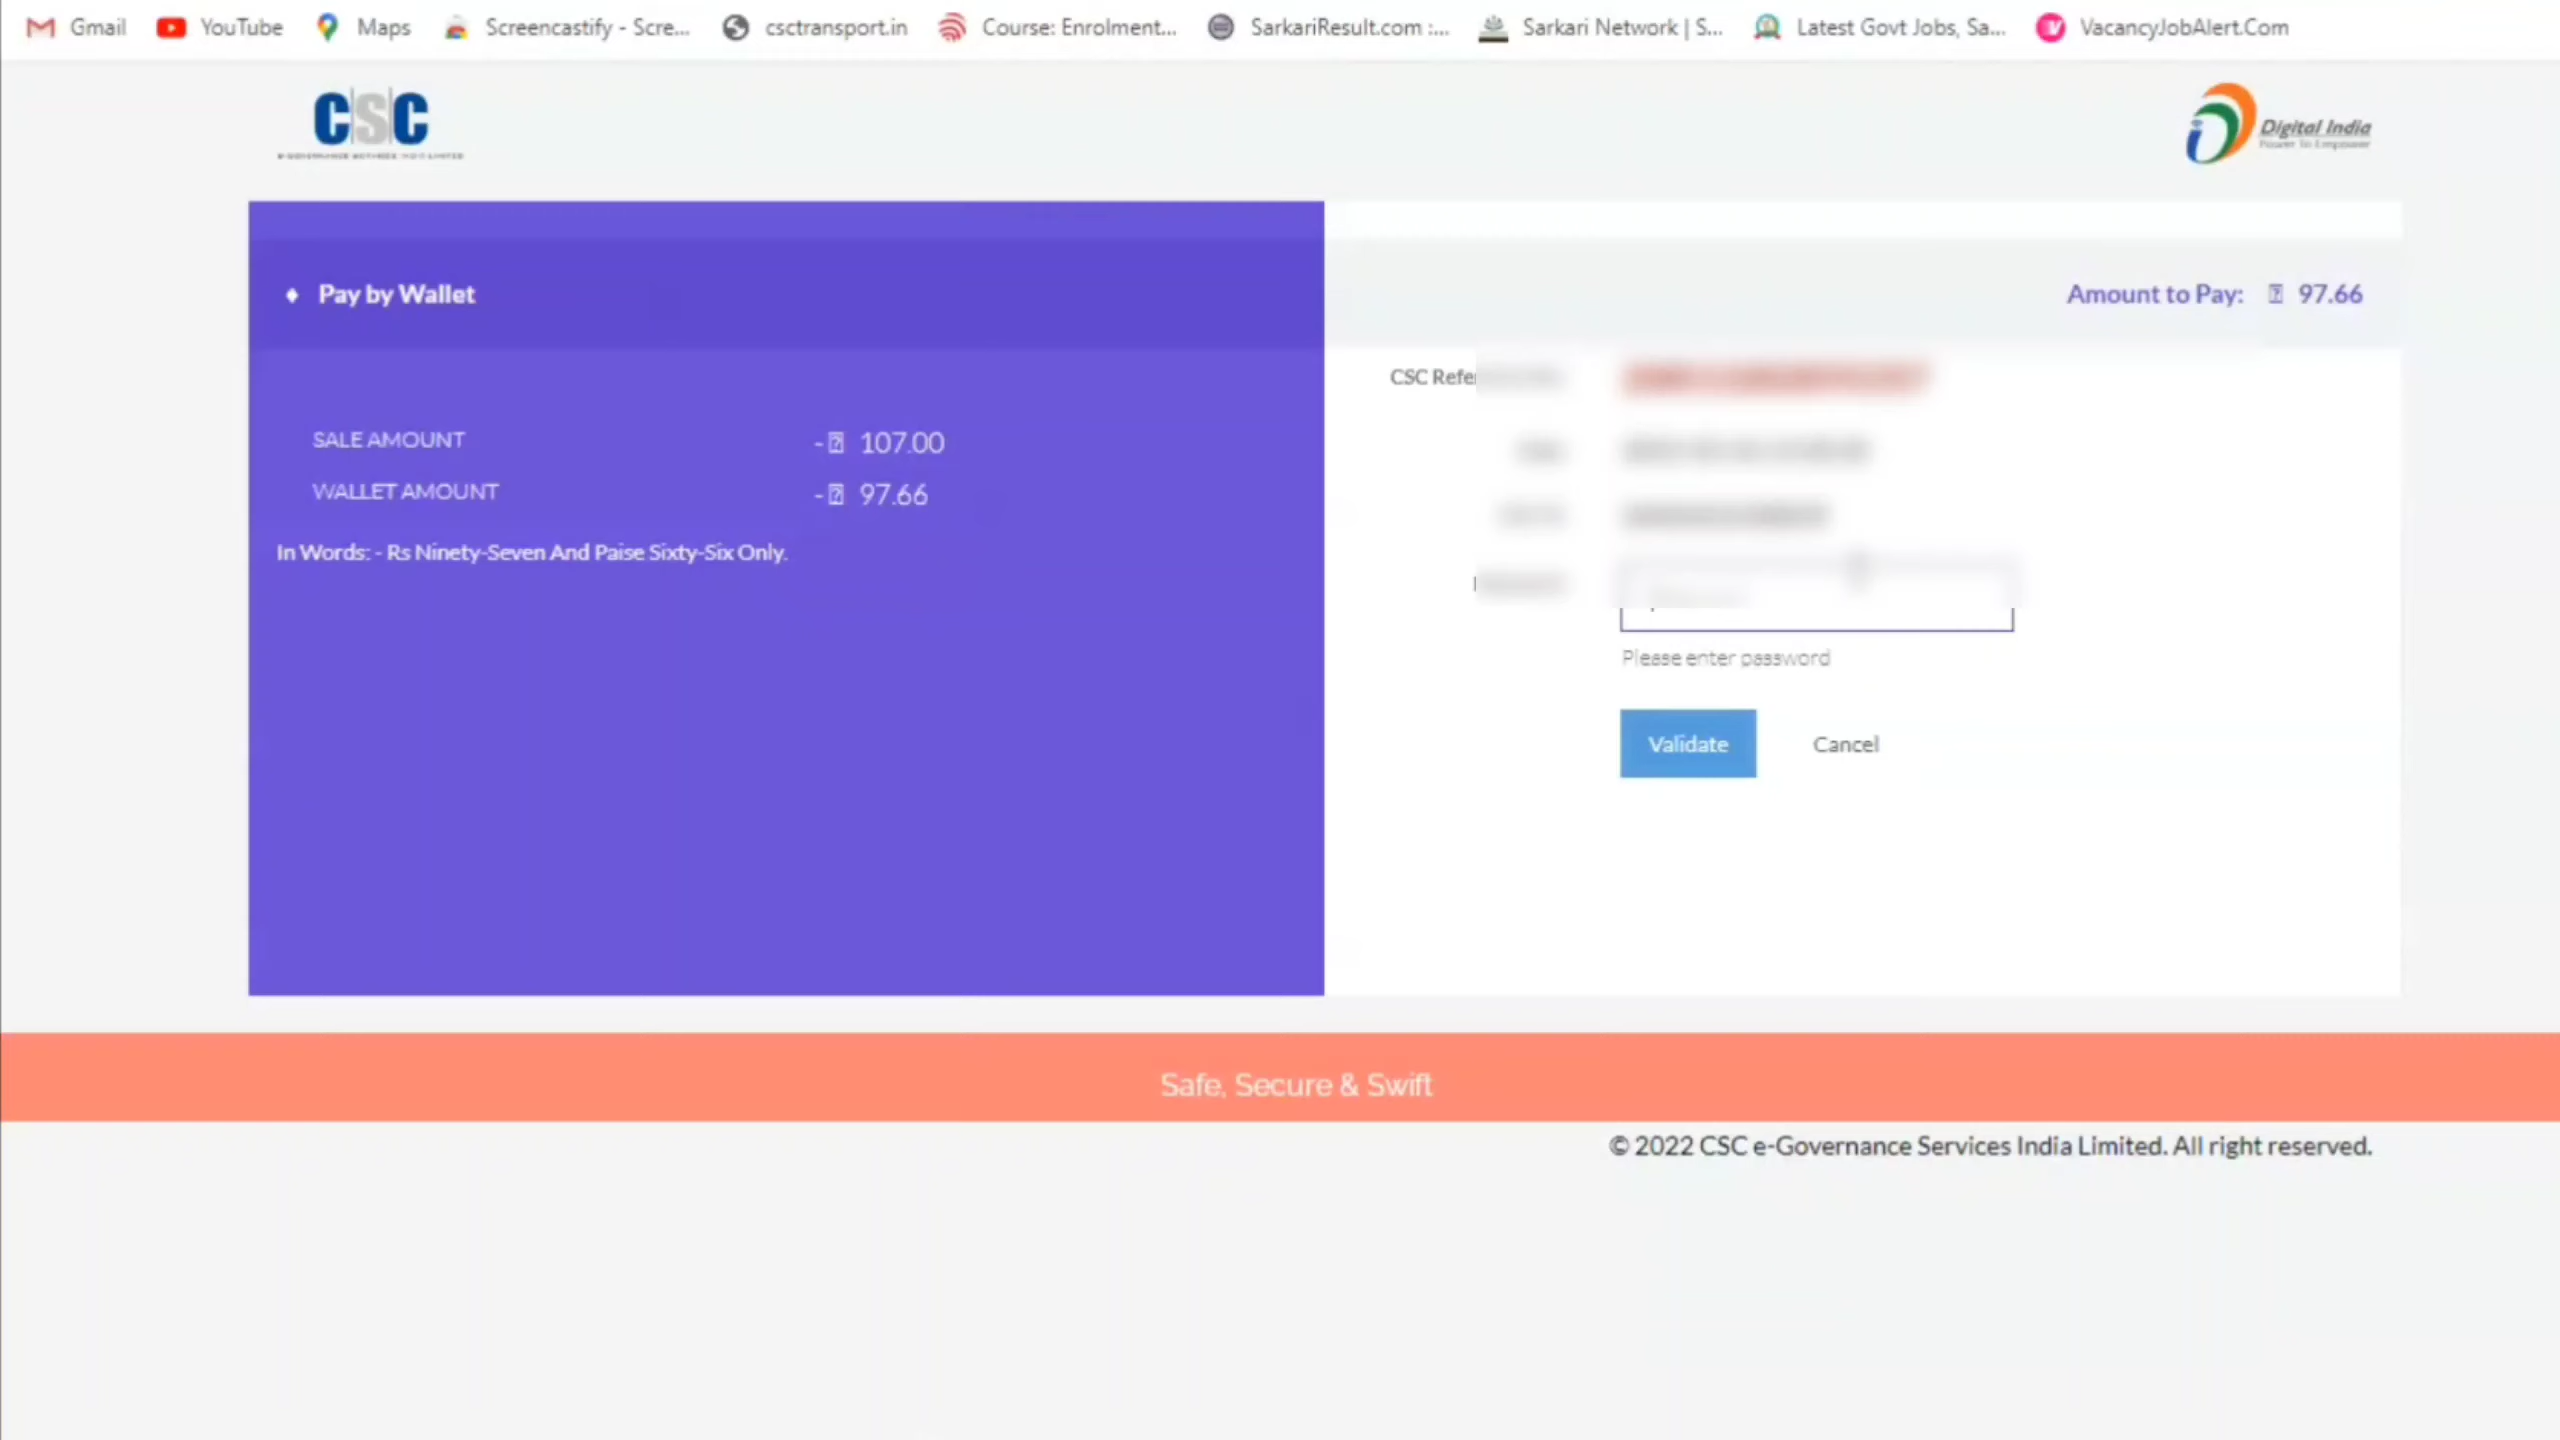 Gmail YouTube Maps Screencastify - Scre... csctransport.in Course: Enrolment... SarkariResult.com :... Sarkari Network | S... Latest Govt Jobs, Sa... VacancyJobAlert.Com
CSC
Digital India
Power To Empower
Pay by Wallet
Amount to Pay: 97.66
CSC
SALE AMOUNT - 107.00
WALLET AMOUNT - 97.66
In Words: - Rs Ninety-Seven And Paise Sixty-Six Only.
Please enter password
Validate Cancel
Safe, Secure & Swift
© 2022 CSC e-Governance Services India Limited. All right reserved.